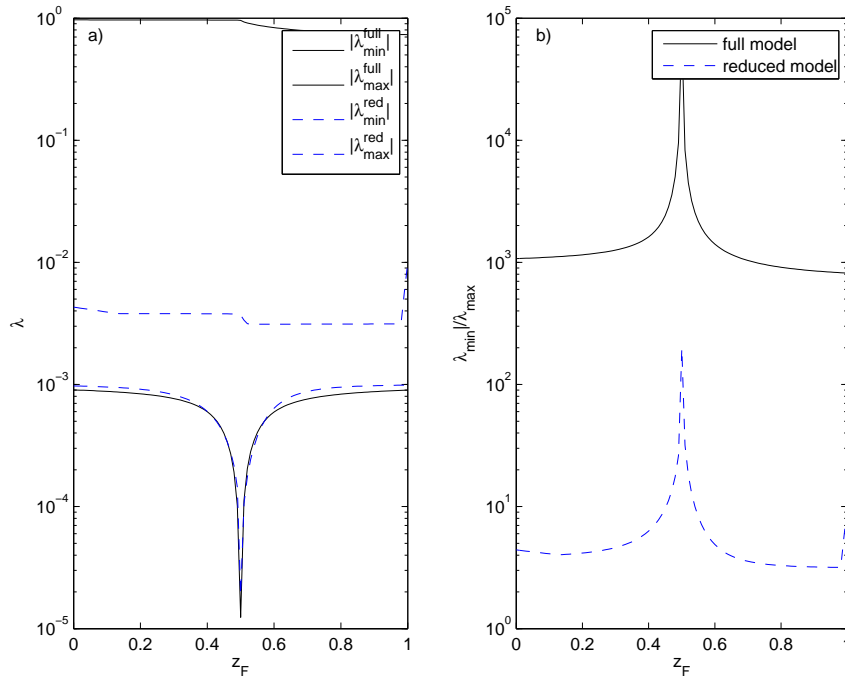 a)
10^0
10^-1
10^-2
10^-3
10^-4
10^-5
λ
0 0.2 0.4 0.6 0.8 1
z_F
|λ_min^full|
|λ_max^full|
|λ_min^red|
|λ_max^red|
b)
10^5
10^4
10^3
10^2
10^1
10^0
λ_min|/λ_max
0 0.2 0.4 0.6 0.8 1
z_F
full model
reduced model